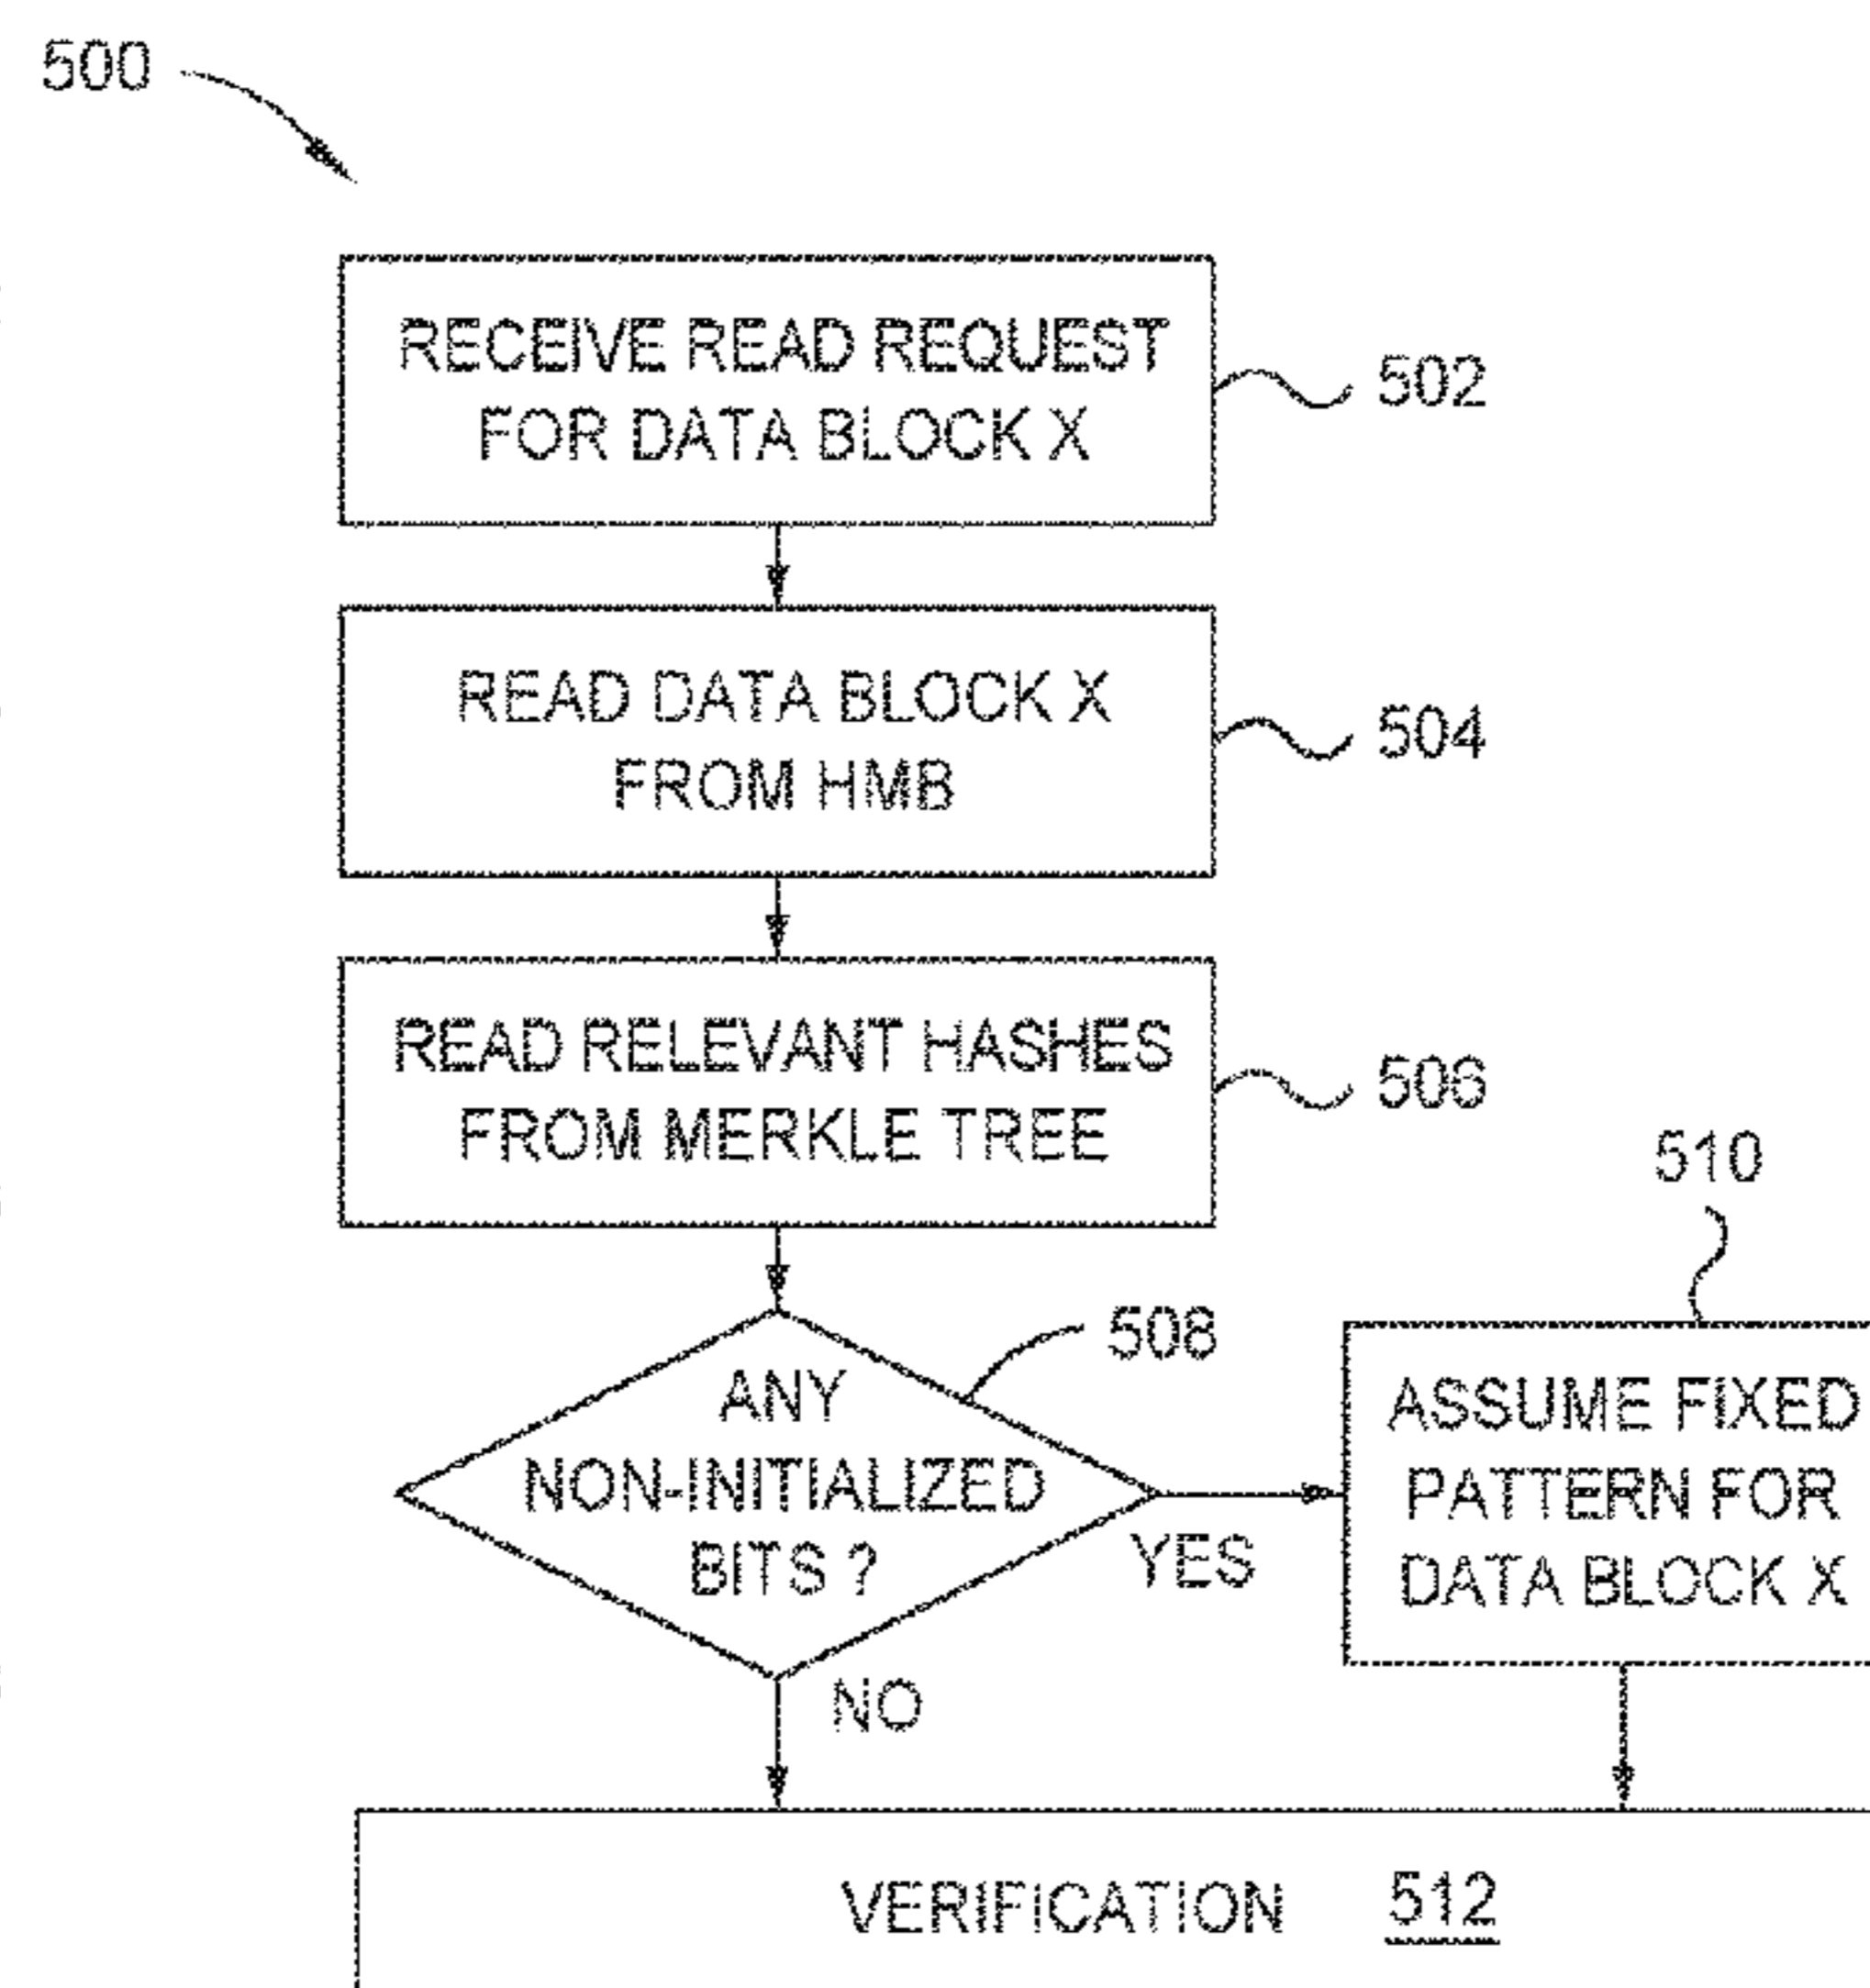 500
RECEIVE READ REQUEST
FOR DATA BLOCK X
502
READ DATA BLOCK X
FROM HMB
504
READ RELEVANT HASHES
FROM MERKLE TREE
506
ANY
NON-INITIALIZED
BITS ?
508
YES
NO
510
ASSUME FIXED
PATTERN FOR
DATA BLOCK X
VERIFICATION 512